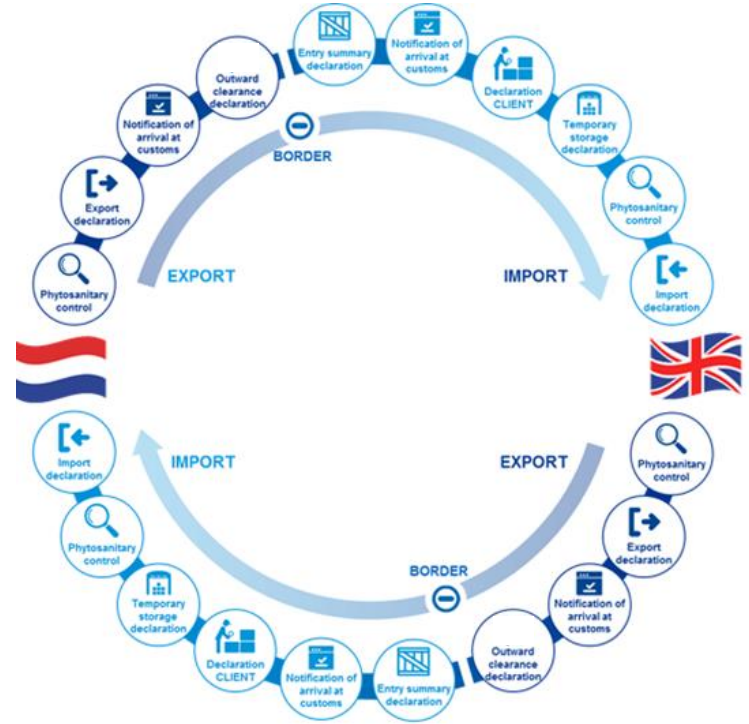 Phytosanitary
control
Export
declaration
Notification of
arrival at
customs
Outward
clearance
declaration
Entry summary
declaration
Notification of
arrival at
customs
Declaration
CLIENT
Temporary
storage
declaration
Phytosanitary
control
Import
declaration
BORDER
EXPORT
IMPORT
Phytosanitary
control
Export
declaration
Notification of
arrival at
customs
Outward
clearance
declaration
Entry summary
declaration
Notification of
arrival at
customs
Declaration
CLIENT
Temporary
storage
declaration
Phytosanitary
control
Import
declaration
IMPORT
EXPORT
BORDER